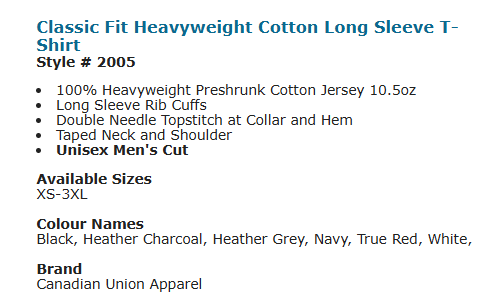 Classic Fit Heavyweight Cotton Long Sleeve T-
Shirt
Style # 2005
• 100% Heavyweight Preshrunk Cotton Jersey 10.5oz
• Long Sleeve Rib Cuffs
• Double Needle Topstitch at Collar and Hem
• Taped Neck and Shoulder
• Unisex Men's Cut
Available Sizes
XS-3XL
Colour Names
Black, Heather Charcoal, Heather Grey, Navy, True Red, White,
Brand
Canadian Union Apparel